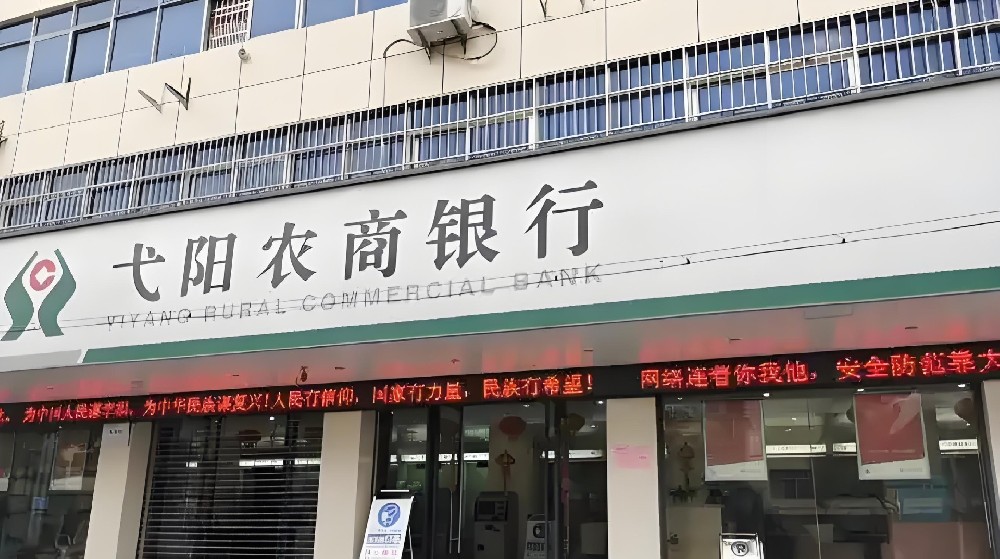 弋阳农商银行
YIYANG RURAL COMMERCIAL BANK
为中国人民谋幸福，为中华民族谋复兴！人民有信仰，国家有力量，民族有希望！ 网络连着你我他，安全防范靠大